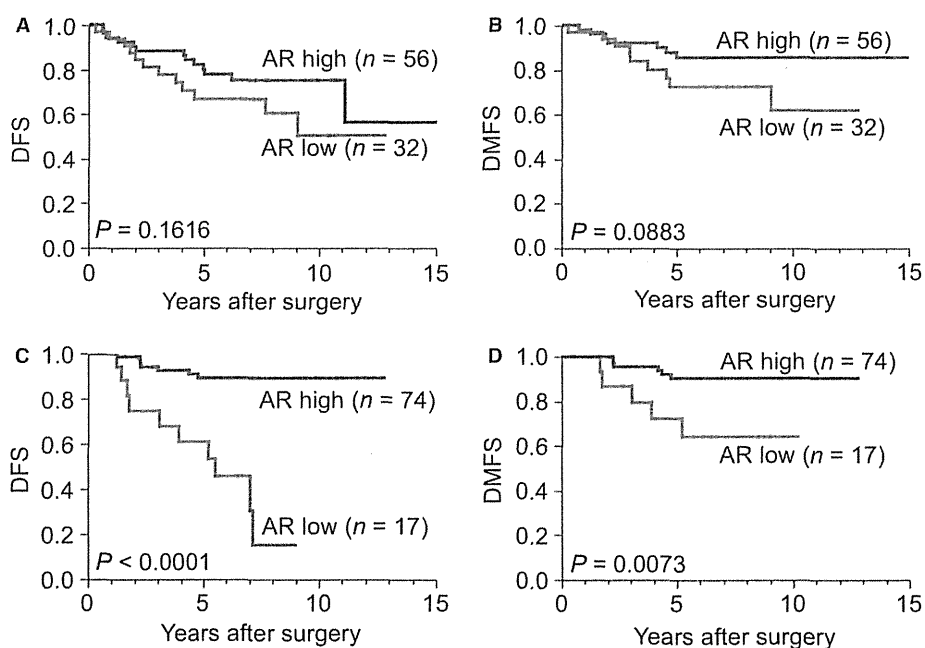 A
1.0
0.8
0.6
0.4
0.2
0.0
DFS
AR high (n = 56)
AR low (n = 32)
P = 0.1616
0 5 10 15
Years after surgery
B
1.0
0.8
0.6
0.4
0.2
0.0
DMFS
AR high (n = 56)
AR low (n = 32)
P = 0.0883
0 5 10 15
Years after surgery
C
1.0
0.8
0.6
0.4
0.2
0.0
DFS
AR high (n = 74)
AR low (n = 17)
P < 0.0001
0 5 10 15
Years after surgery
D
1.0
0.8
0.6
0.4
0.2
0.0
DMFS
AR high (n = 74)
AR low (n = 17)
P = 0.0073
0 5 10 15
Years after surgery